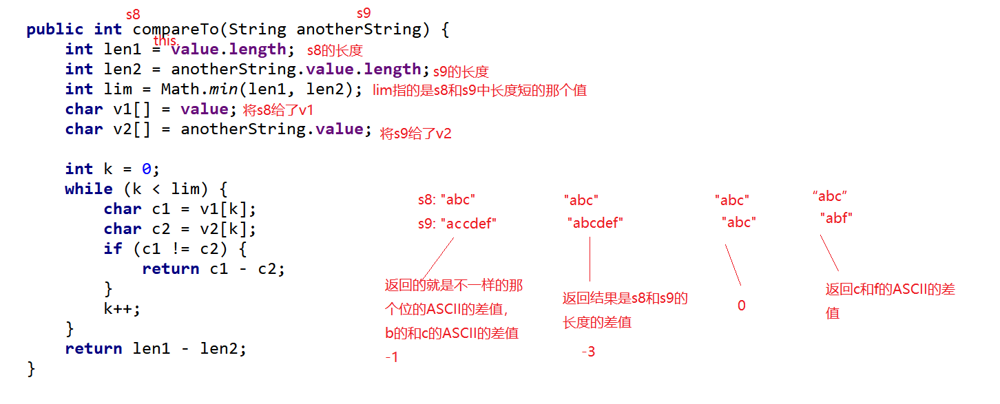 s8 s9
public int compareTo(String anotherString) {
this.
int len1 = value.length; s8的长度
int len2 = anotherString.value.length; s9的长度
int lim = Math.min(len1, len2); lim指的是s8和s9中长度短的那个值
char v1[] = value; 将s8给了v1
char v2[] = anotherString.value; 将s9给了v2
int k = 0;
while (k < lim) {
char c1 = v1[k];
char c2 = v2[k];
if (c1 != c2) {
return c1 - c2;
}
k++;
}
return len1 - len2;
}
s8: "abc"
s9: "accdef"
返回的就是不一样的那
个位的ASCII的差值，
b的和c的ASCII的差值
-1
"abc"
"abcdef"
返回结果是s8和s9的
长度的差值
-3
"abc"
"abc"
0
“abc”
"abf"
返回c和f的ASCII的差
值